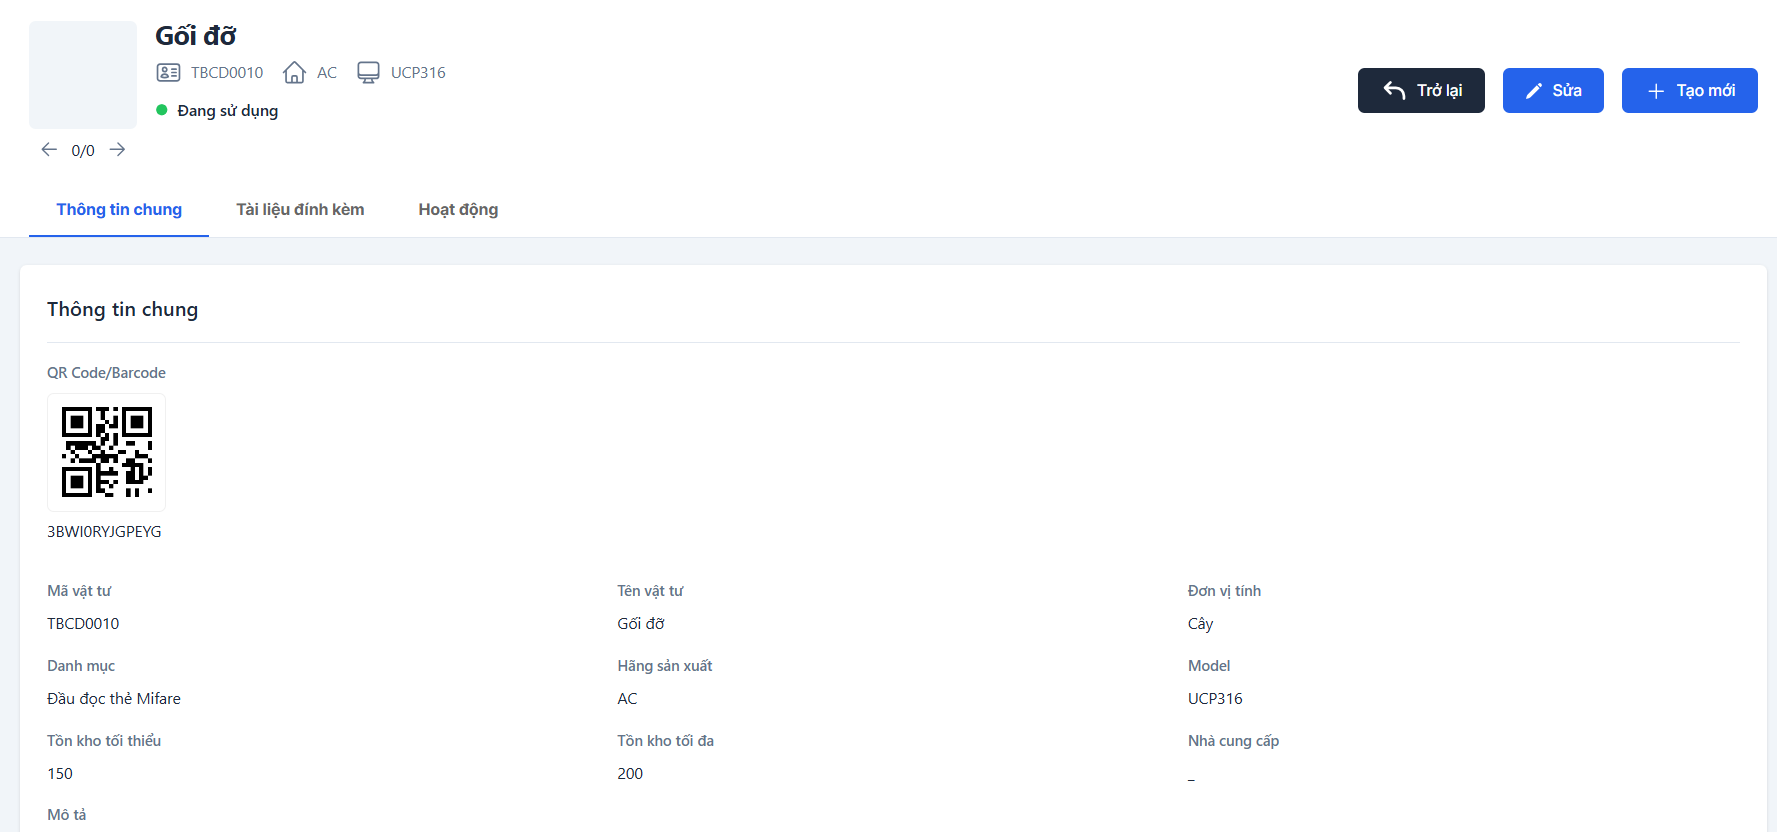 Gối đỡ
TBCD0010 AC UCP316
Đang sử dụng
Trở lại Sửa Tạo mới
0/0
Thông tin chung Tài liệu đính kèm Hoạt động
Thông tin chung
QR Code/Barcode
3BWI0RYJGPEYG
Mã vật tư Tên vật tư Đơn vị tính
TBCD0010 Gối đỡ Cây
Danh mục Hãng sản xuất Model
Đầu đọc thẻ Mifare AC UCP316
Tồn kho tối thiểu Tồn kho tối đa Nhà cung cấp
150 200 _
Mô tả